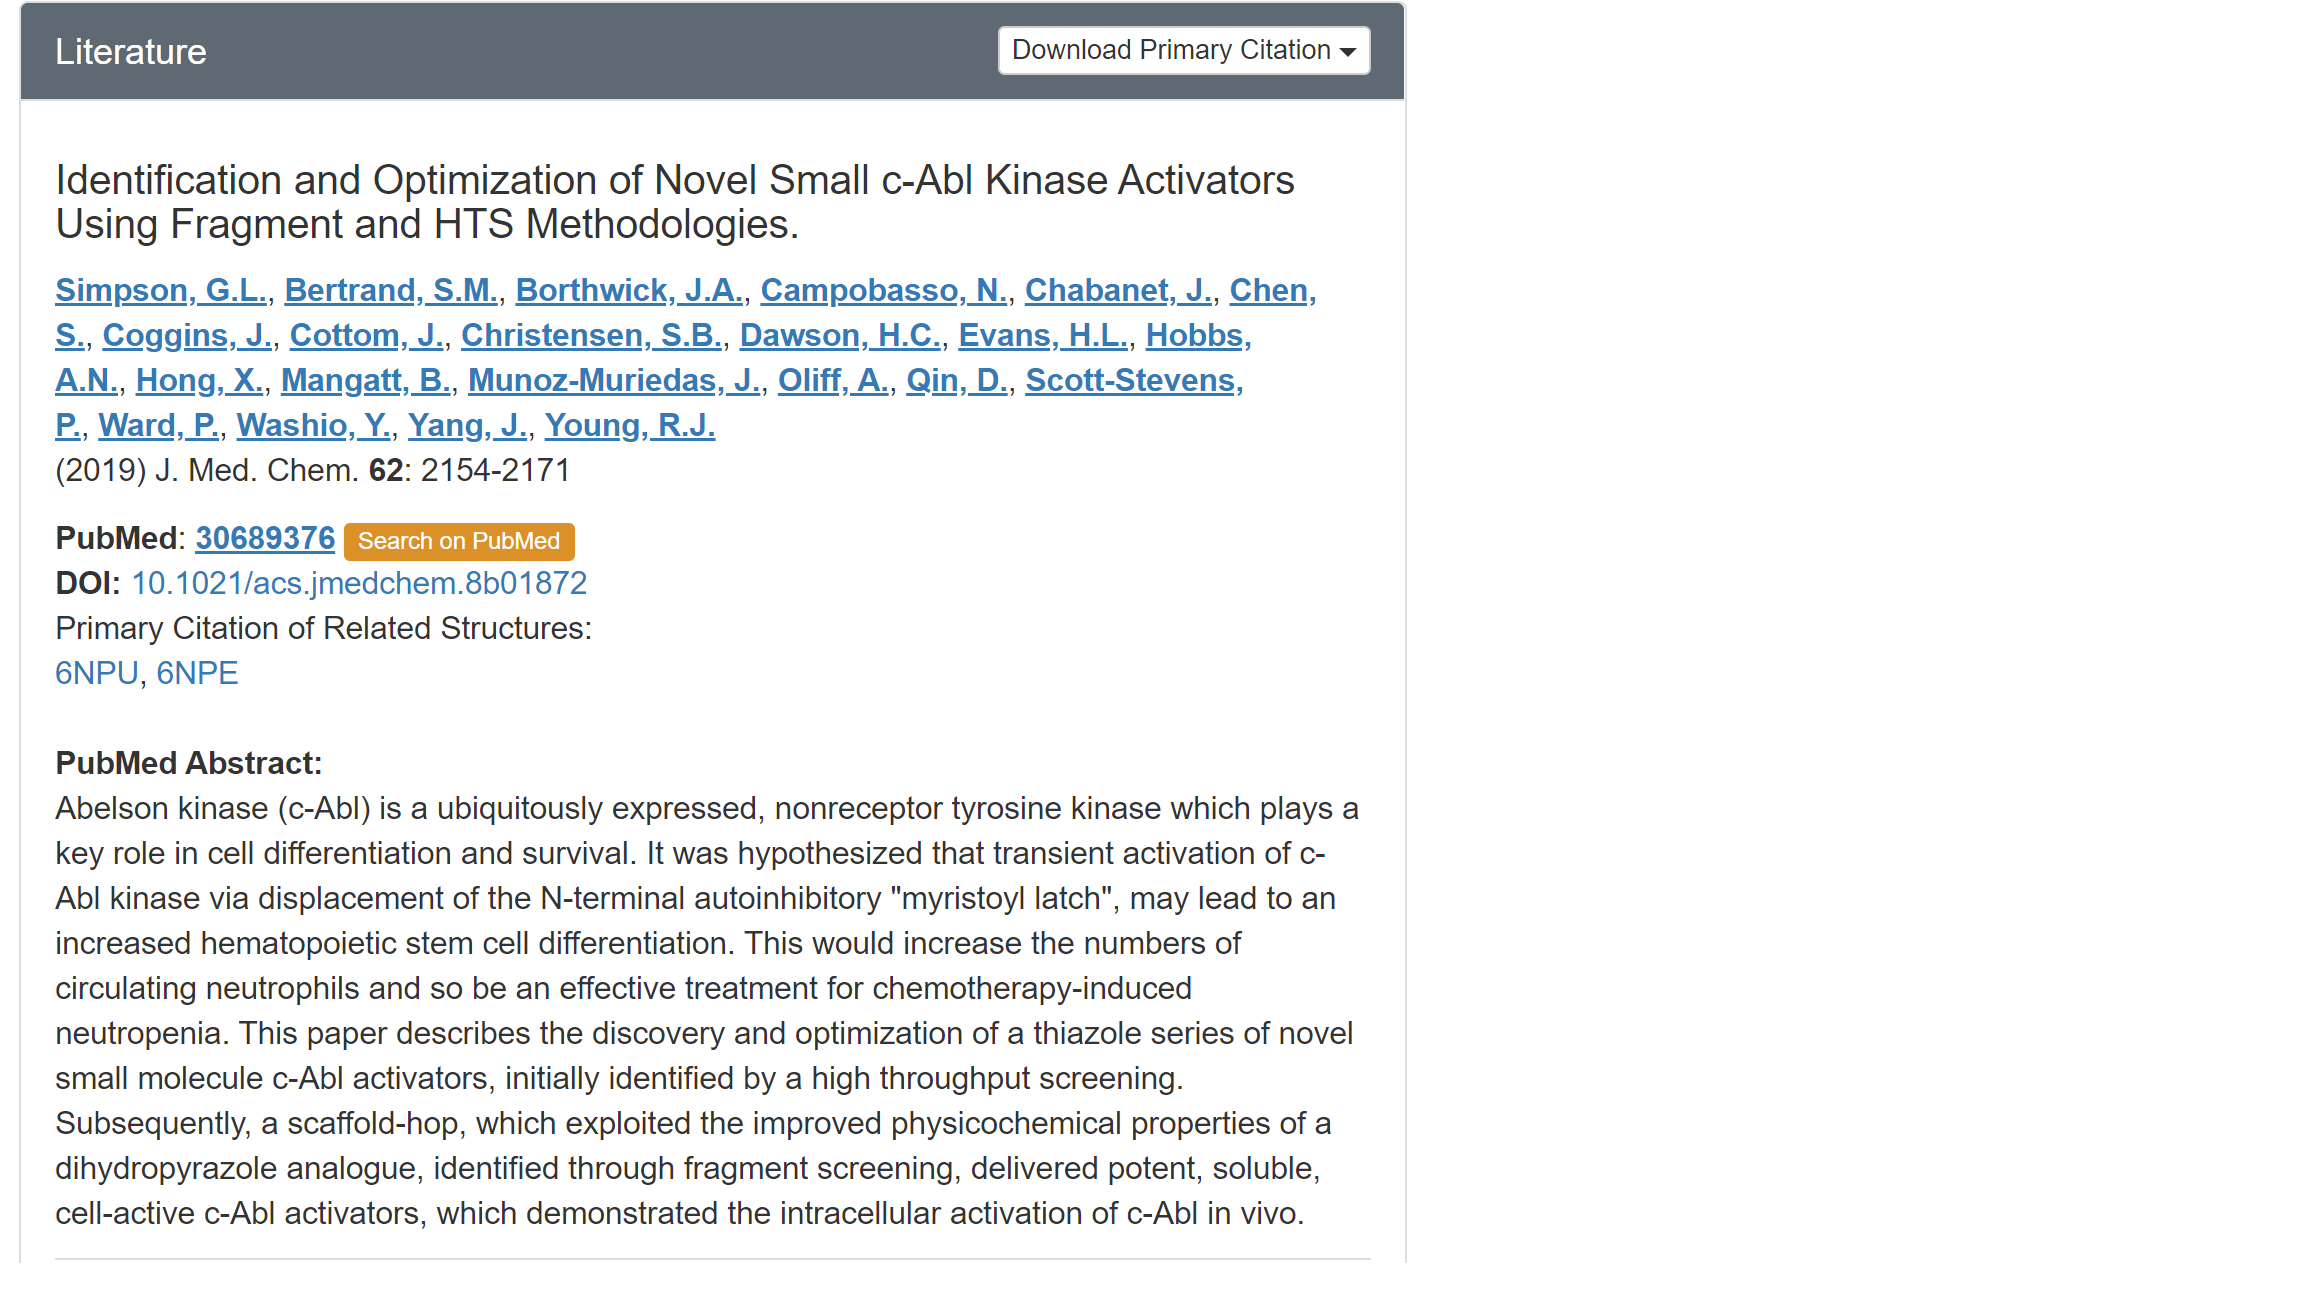 Literature
Download Primary Citation
Identification and Optimization of Novel Small c-Abl Kinase Activators
Using Fragment and HTS Methodologies.
Simpson, G.L., Bertrand, S.M., Borthwick, J.A., Campobasso, N., Chabanet, J., Chen,
S., Coggins, J., Cottom, J., Christensen, S.B., Dawson, H.C., Evans, H.L., Hobbs,
A.N., Hong, X., Mangatt, B., Munoz-Muriedas, J., Oliff, A., Qin, D., Scott-Stevens,
P., Ward, P., Washio, Y., Yang, J., Young, R.J.
(2019) J. Med. Chem. 62: 2154-2171
PubMed: 30689376 Search on PubMed
DOI: 10.1021/acs.jmedchem.8b01872
Primary Citation of Related Structures:
6NPU, 6NPE
PubMed Abstract:
Abelson kinase (c-Abl) is a ubiquitously expressed, nonreceptor tyrosine kinase which plays a
key role in cell differentiation and survival. It was hypothesized that transient activation of c-
Abl kinase via displacement of the N-terminal autoinhibitory "myristoyl latch", may lead to an
increased hematopoietic stem cell differentiation. This would increase the numbers of
circulating neutrophils and so be an effective treatment for chemotherapy-induced
neutropenia. This paper describes the discovery and optimization of a thiazole series of novel
small molecule c-Abl activators, initially identified by a high throughput screening.
Subsequently, a scaffold-hop, which exploited the improved physicochemical properties of a
dihydropyrazole analogue, identified through fragment screening, delivered potent, soluble,
cell-active c-Abl activators, which demonstrated the intracellular activation of c-Abl in vivo.